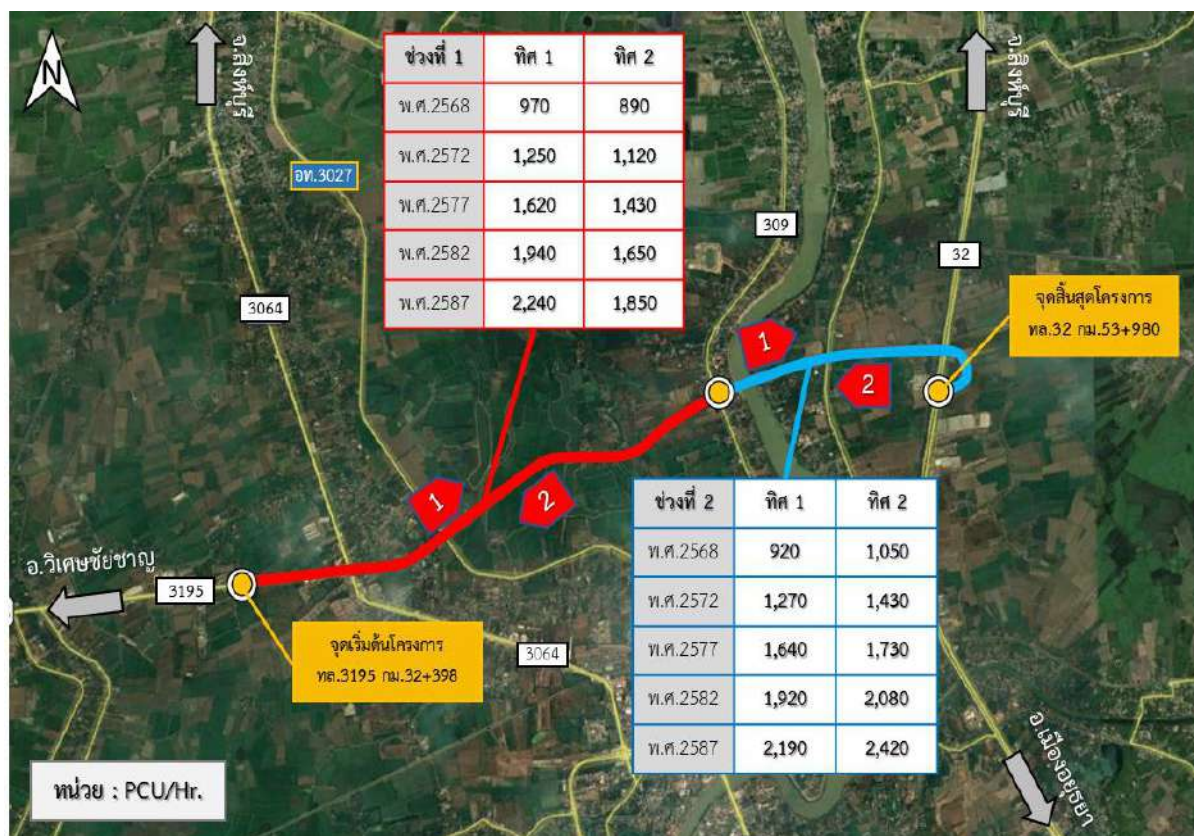 N
จ.สิงห์บุรี
จ.สิงห์บุรี
ช่วงที่ 1 ทิศ 1 ทิศ 2
พ.ศ.2568 970 890
พ.ศ.2572 1,250 1,120
พ.ศ.2577 1,620 1,430
พ.ศ.2582 1,940 1,650
พ.ศ.2587 2,240 1,850
อท.3027
309
32
3064
จุดสิ้นสุดโครงการ
ทล.32 กม.53+980
1
2
1
2
ช่วงที่ 2 ทิศ 1 ทิศ 2
พ.ศ.2568 920 1,050
พ.ศ.2572 1,270 1,430
พ.ศ.2577 1,640 1,730
พ.ศ.2582 1,920 2,080
พ.ศ.2587 2,190 2,420
อ.วิเศษชัยชาญ
3195
จุดเริ่มต้นโครงการ
ทล.3195 กม.32+398
3064
อ.เมืองอยุธยา
หน่วย : PCU/Hr.